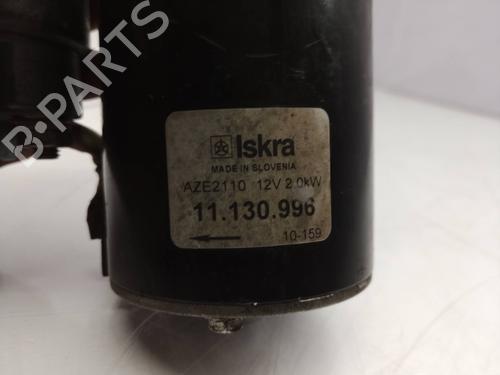 B-PARTS
Iskra
MADE IN SLOVENIA
AZE2110 12V 2.0kW
11.130.996
10-159